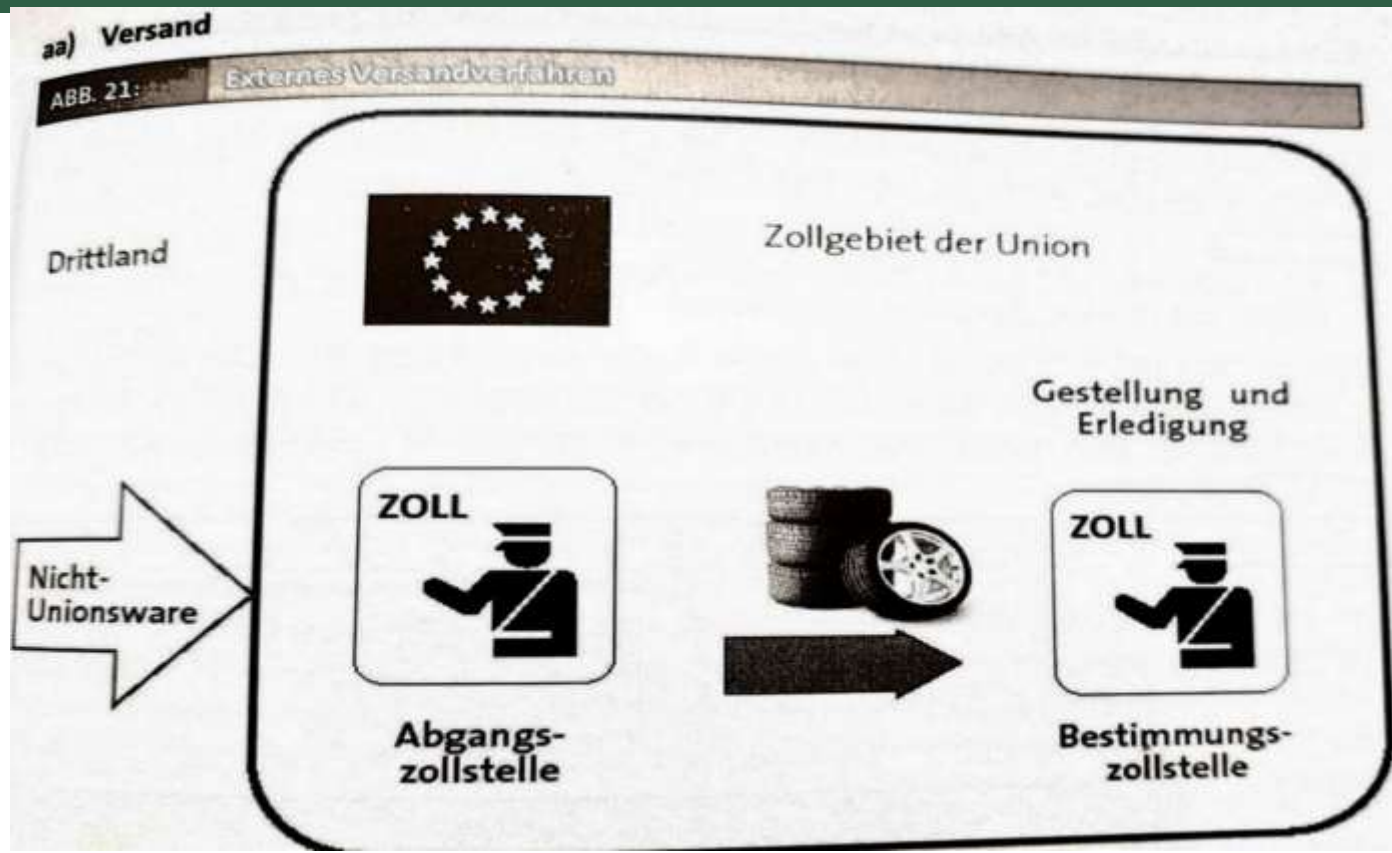 aa) Versand
ABB. 21: Externes Versandverfahren
Drittland
Zollgebiet der Union
Gestellung und
Erledigung
ZOLL
ZOLL
Nicht-
Unionsware
Abgangs-
zollstelle
Bestimmungs-
zollstelle